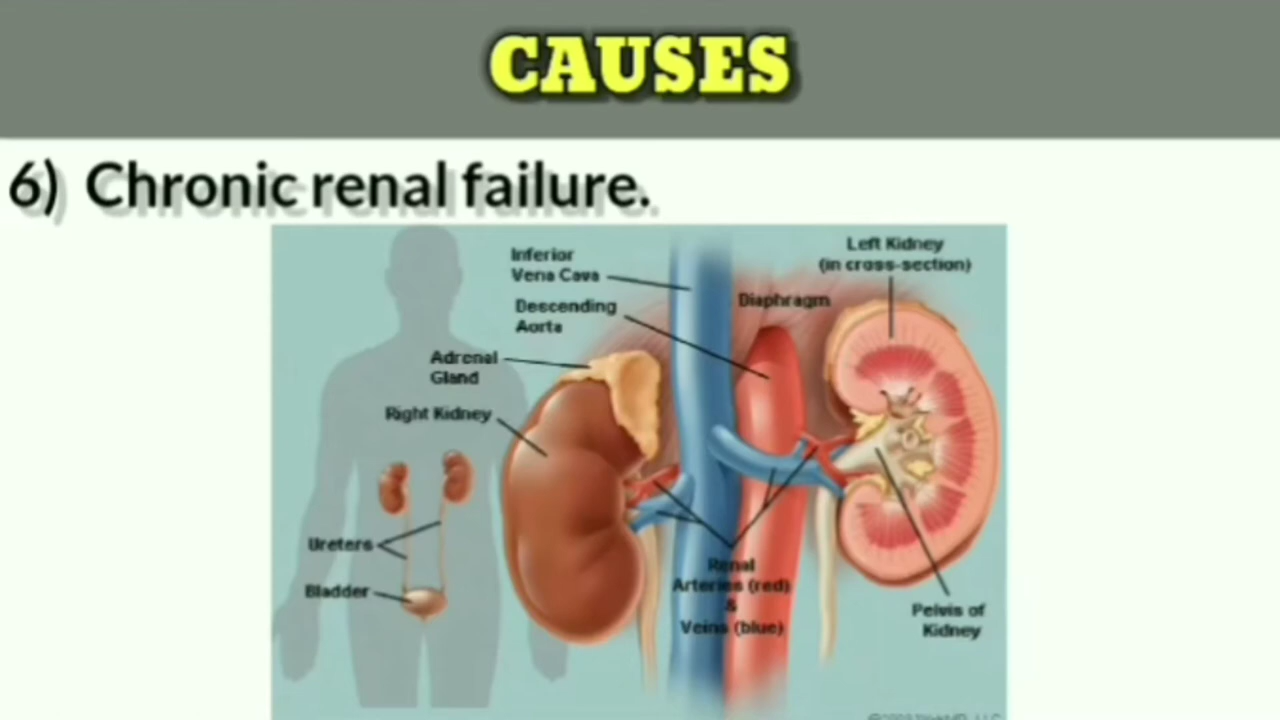 CAUSES
6) Chronic renal failure.
Inferior
Vena Cava
Descending
Aorta
Adrenal
Gland
Right Kidney
Diaphragm
Left Kidney
(in cross-section)
Ureters
Bladder
Renal
Arteries (red)
&
Veins (blue)
Pelvis of
Kidney